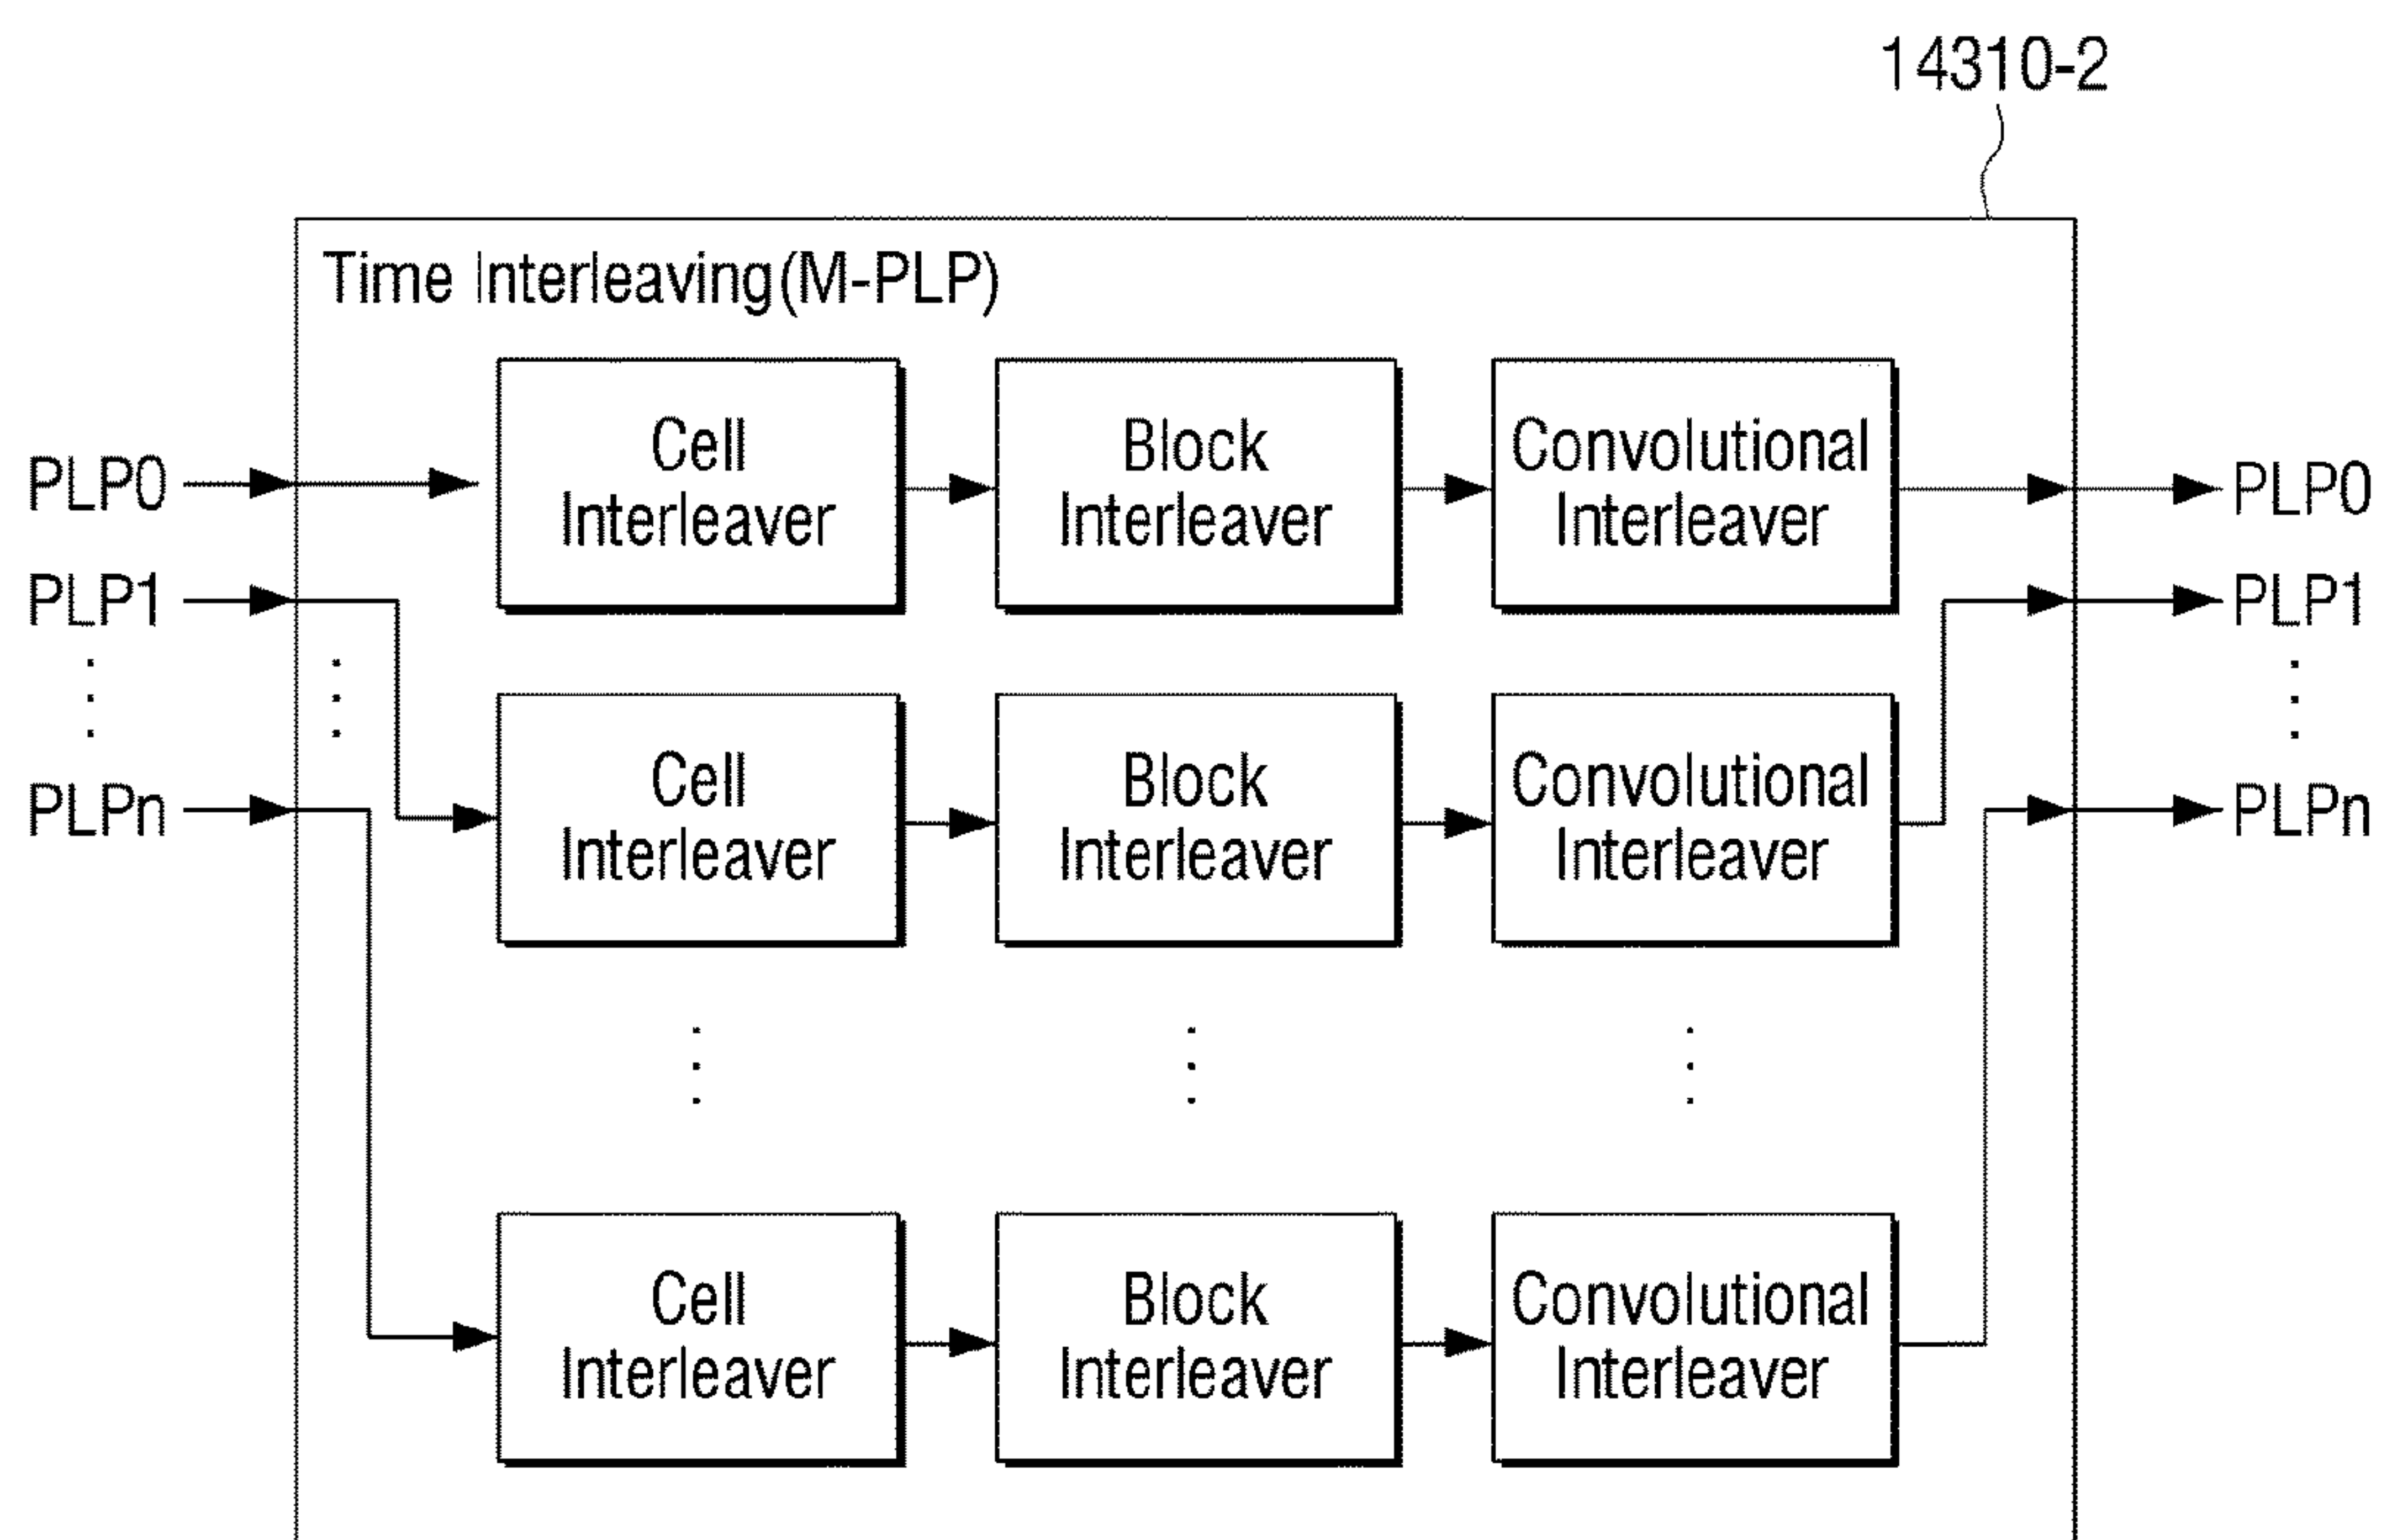 14310-2
Time Interleaving(M-PLP)
PLP0
Cell
Interleaver
Block
Interleaver
Convolutional
Interleaver
PLP0
PLP1
PLP1
PLPn
Cell
Interleaver
Block
Interleaver
Convolutional
Interleaver
PLPn
Cell
Interleaver
Block
Interleaver
Convolutional
Interleaver